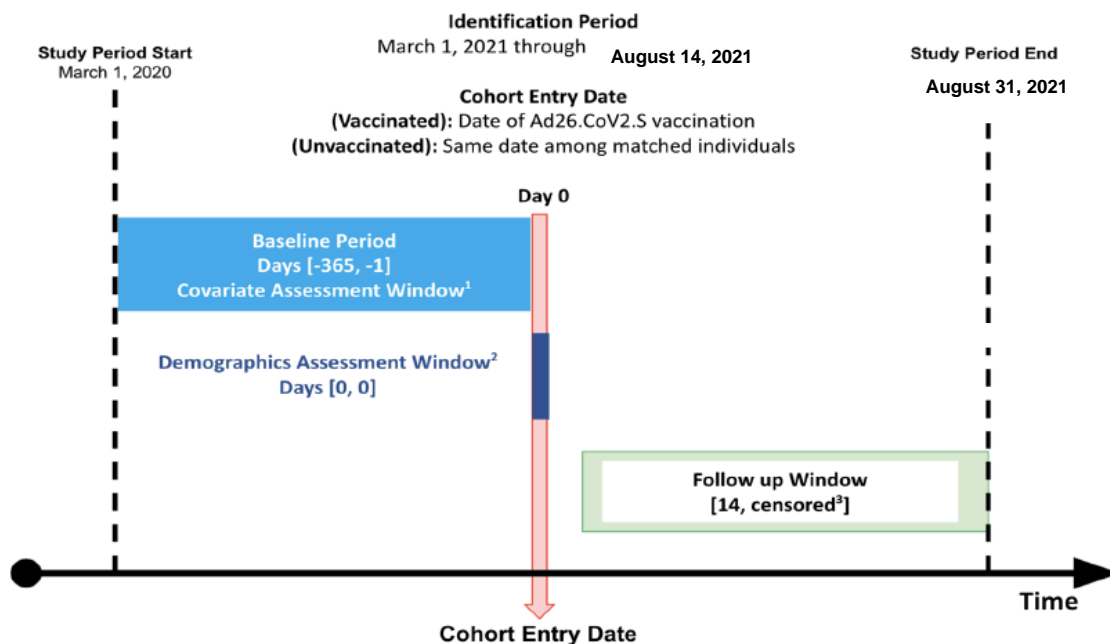 Identification Period
March 1, 2021 through August 14, 2021
Study Period Start
March 1, 2020
Study Period End
August 31, 2021
Cohort Entry Date
(Vaccinated): Date of Ad26.CoV2.S vaccination
(Unvaccinated): Same date among matched individuals
Day 0
Baseline Period
Days [-365, -1]
Covariate Assessment Window¹
Demographics Assessment Window²
Days [0, 0]
Follow up Window
[14, censored³]
Time
Cohort Entry Date